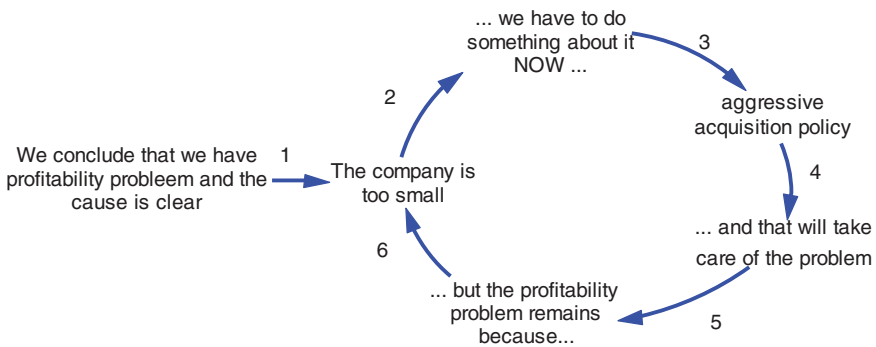 We conclude that we have
profitability probleem and the
cause is clear
1
The company is
too small
2
... we have to do
something about it
NOW ...
3
aggressive
acquisition policy
4
... and that will take
care of the problem
5
... but the profitability
problem remains
because...
6